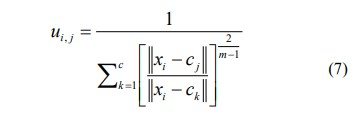 u_{i,j} = \frac{1}{\sum_{k=1}^{c} \left[ \frac{\|x_i - c_j\|}{\|x_i - c_k\|} \right]^{\frac{2}{m-1}}} (7)